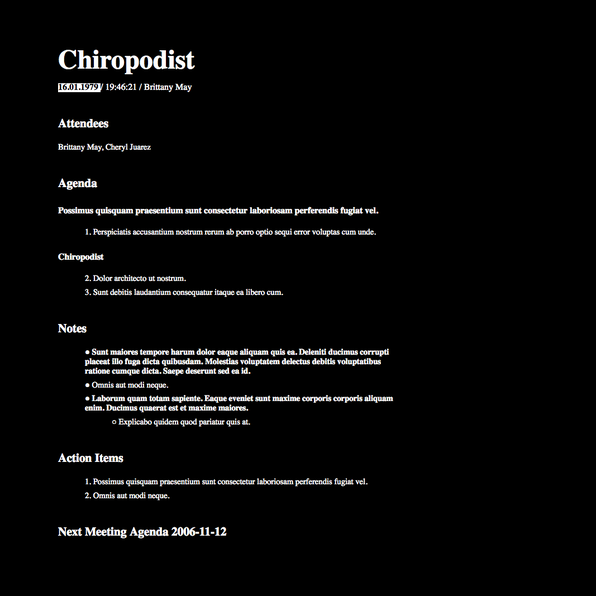 Chiropodist
16.01.1979 / 19:46:21 / Brittany May
Attendees
Brittany May, Cheryl Juarez
Agenda
Possimus quisquam praesentium sunt consectetur laboriosam perferendis fugiat vel.
1. Perspiciatis accusantium nostrum rerum ab porro optio sequi error voluptas cum unde.
Chiropodist
2. Dolor architecto ut nostrum.
3. Sunt debitis laudantium consequatur itaque ea libero cum.
Notes
● Sunt maiores tempore harum dolor eaque aliquam quis ea. Deleniti ducimus corrupti
placeat illo fuga dicta quibusdam. Molestias voluptatem delectus debitis voluptatibus
ratione cumque dicta. Saepe deserunt sed ea id.
● Omnis aut modi neque.
● Laborum quam totam sapiente. Eaque eveniet sunt maxime corporis corporis aliquam
enim. Ducimus quaerat est et maxime maiores.
○ Explicabo quidem quod pariatur quis at.
Action Items
1. Possimus quisquam praesentium sunt consectetur laboriosam perferendis fugiat vel.
2. Omnis aut modi neque.
Next Meeting Agenda 2006-11-12